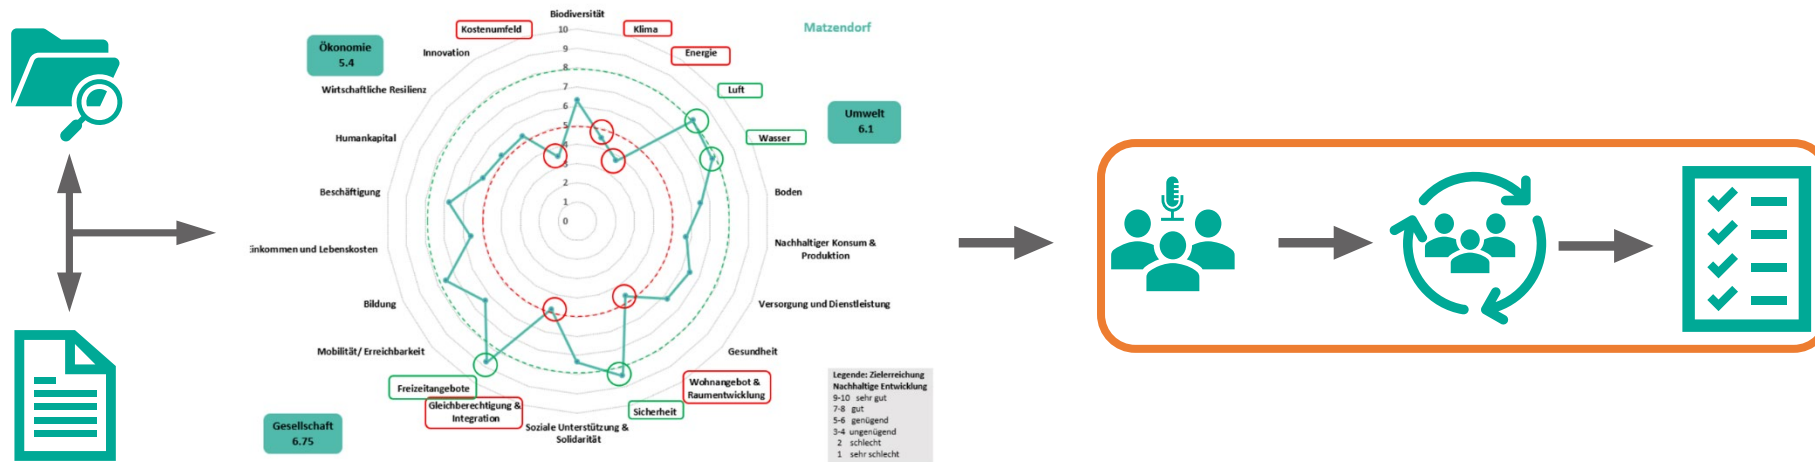 Matzendorf
Biodiversität
Kostenumfeld
Klima
Ökonomie
5.4
Innovation
Energie
Wirtschaftliche Resilienz
Luft
Umwelt
6.1
Humankapital
Wasser
Beschäftigung
Boden
Einkommen und Lebenskosten
Nachhaltiger Konsum &
Produktion
Bildung
Versorgung und Dienstleistung
Mobilität/ Erreichbarkeit
Gesundheit
Freizeitangebote
Wohnangebot &
Raumentwicklung
Gleichberechtigung &
Integration
Sicherheit
Soziale Unterstützung &
Solidarität
Gesellschaft
6.75
10
9
8
7
6
5
4
3
2
1
0
Legende: Zielerreichung
Nachhaltige Entwicklung
9-10 sehr gut
7-8 gut
5-6 genügend
3-4 ungenügend
2 schlecht
1 sehr schlecht